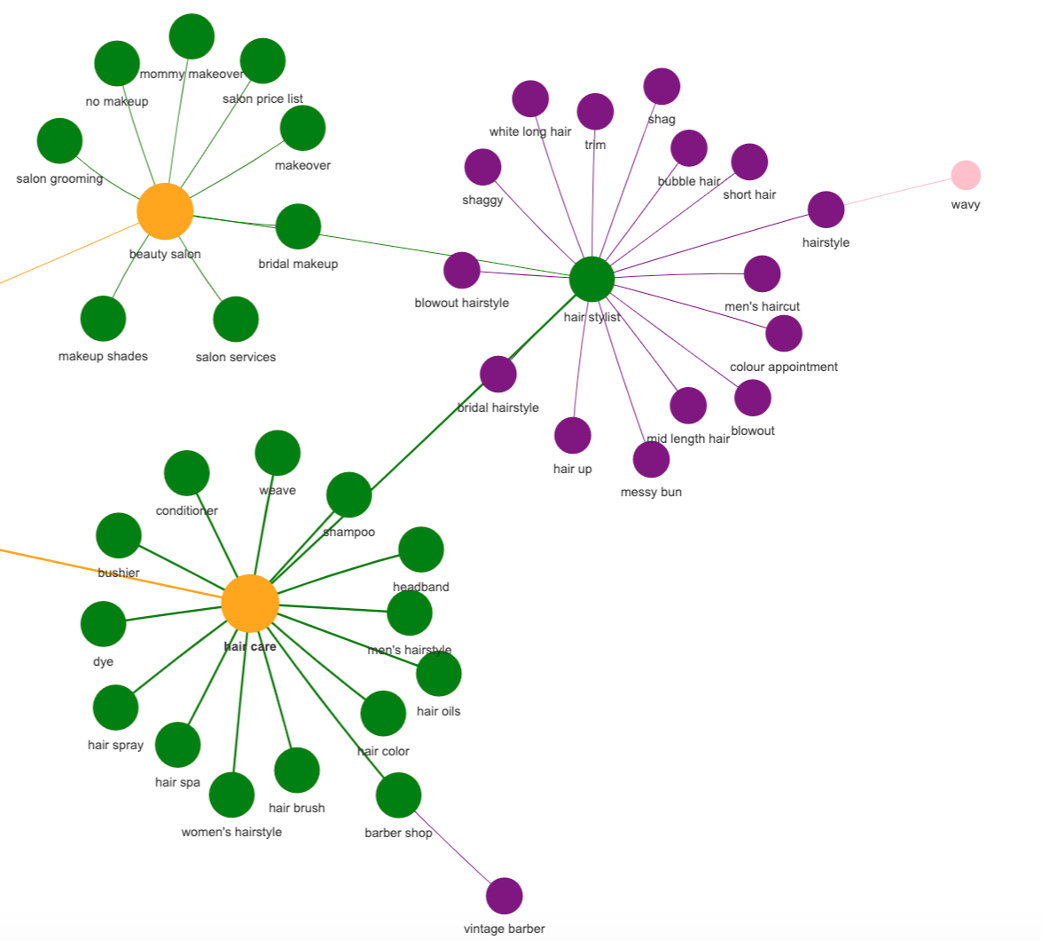 mommy makeover
no makeup
salon price list
white long hair
shag
trim
makeover
salon grooming
bubble hair
short hair
shaggy
wavy
hairstyle
beauty salon
bridal makeup
blowout hairstyle
men's haircut
hair stylist
makeup shades
salon services
colour appointment
bridal hairstyle
blowout
mid length hair
hair up
messy bun
weave
conditioner
shampoo
bushier
headband
hair care
men's hairstyle
dye
hair oils
hair spray
hair color
hair spa
hair brush
women's hairstyle
barber shop
vintage barber